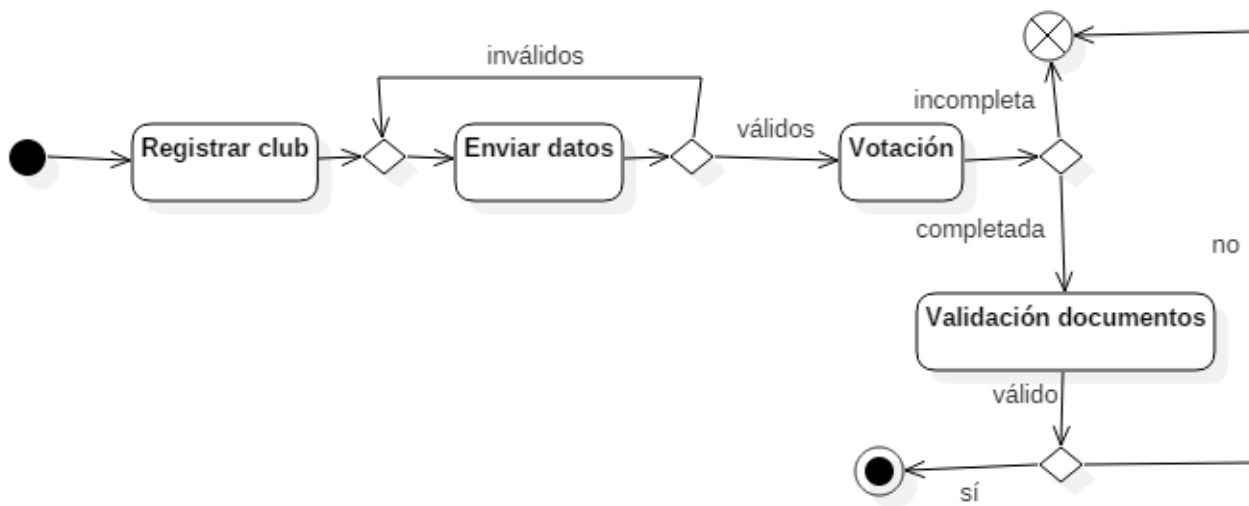 inválidos
incompleta
Registrar club
Enviar datos
válidos
Votación
completada
no
Validación documentos
válido
sí